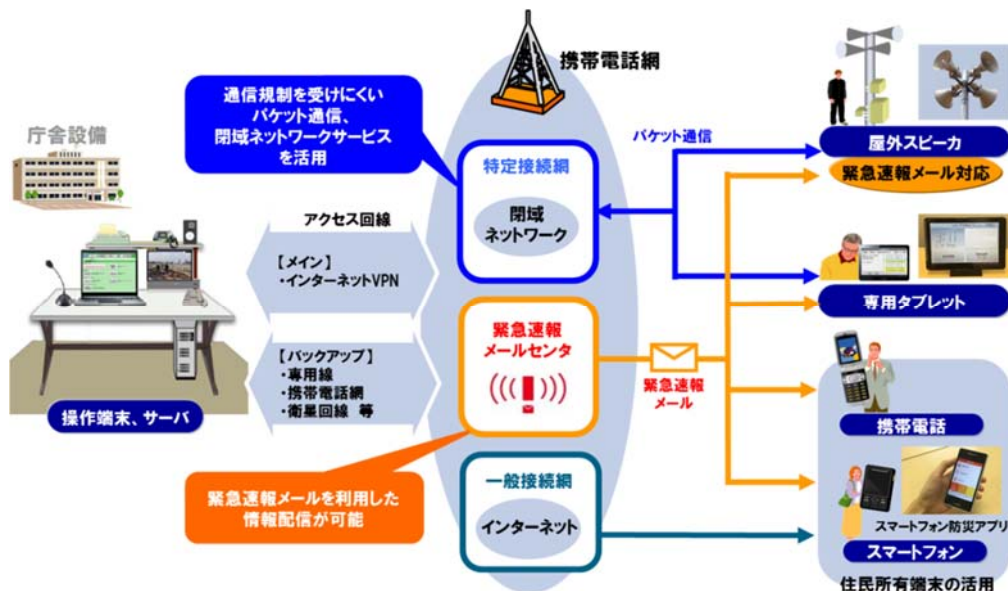 携帯電話網
通信規制を受けにくい
パケット通信、
閉域ネットワークサービス
を活用
庁舎設備
特定接続網
閉域
ネットワーク
パケット通信
屋外スピーカ
緊急速報メール対応
アクセス回線
【メイン】
・インターネットVPN
専用タブレット
緊急速報
メールセンタ
【バックアップ】
・専用線
・携帯電話網
・衛星回線 等
緊急速報
メール
操作端末、サーバ
携帯電話
緊急速報メールを利用した
情報配信が可能
一般接続網
インターネット
スマートフォン防災アプリ
スマートフォン
住民所有端末の活用